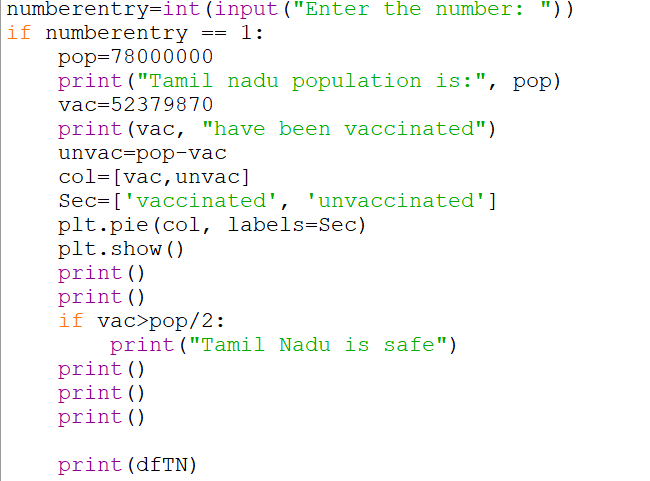 numberentry=int(input("Enter the number: "))
if numberentry == 1:
    pop=78000000
    print("Tamil nadu population is:", pop)
    vac=52379870
    print(vac, "have been vaccinated")
    unvac=pop-vac
    col=[vac,unvac]
    Sec=['vaccinated', 'unvaccinated']
    plt.pie(col, labels=Sec)
    plt.show()
    print()
    print()
    if vac>pop/2:
        print("Tamil Nadu is safe")
    print()
    print()
    print()

    print(dfTN)